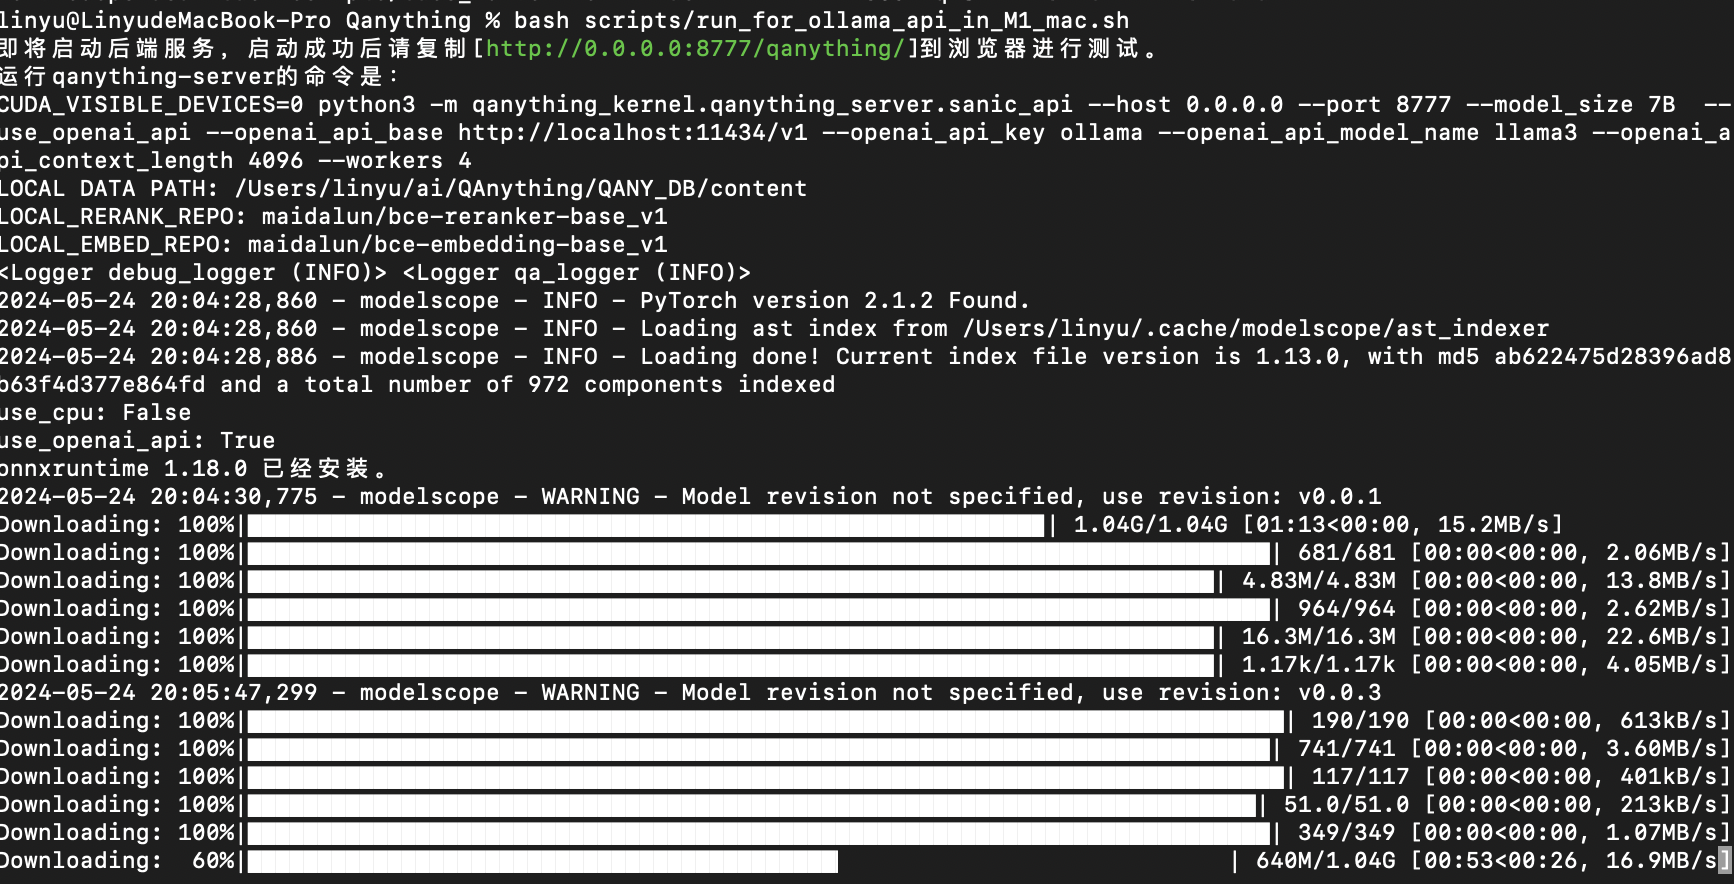 linyu@LinyudeMacBook-Pro Qanything % bash scripts/run_for_ollama_api_in_M1_mac.sh
即将启动后端服务，启动成功后请复制[http://0.0.0.0:8777/qanything/]到浏览器进行测试。
运行qanything-server的命令是：
CUDA_VISIBLE_DEVICES=0 python3 -m qanything_kernel.qanything_server.sanic_api --host 0.0.0.0 --port 8777 --model_size 7B  --
use_openai_api --openai_api_base http://localhost:11434/v1 --openai_api_key ollama --openai_api_model_name llama3 --openai_a
pi_context_length 4096 --workers 4
LOCAL DATA PATH: /Users/linyu/ai/QAnything/QANY_DB/content
LOCAL_RERANK_REPO: maidalun/bce-reranker-base_v1
LOCAL_EMBED_REPO: maidalun/bce-embedding-base_v1
<Logger debug_logger (INFO)> <Logger qa_logger (INFO)>
2024-05-24 20:04:28,860 - modelscope - INFO - PyTorch version 2.1.2 Found.
2024-05-24 20:04:28,860 - modelscope - INFO - Loading ast index from /Users/linyu/.cache/modelscope/ast_indexer
2024-05-24 20:04:28,886 - modelscope - INFO - Loading done! Current index file version is 1.13.0, with md5 ab622475d28396ad8
b63f4d377e864fd and a total number of 972 components indexed
use_cpu: False
use_openai_api: True
onnxruntime 1.18.0 已经安装。
2024-05-24 20:04:30,775 - modelscope - WARNING - Model revision not specified, use revision: v0.0.1
Downloading: 100%| | 1.04G/1.04G [01:13<00:00, 15.2MB/s]
Downloading: 100%| | 681/681 [00:00<00:00, 2.06MB/s]
Downloading: 100%| | 4.83M/4.83M [00:00<00:00, 13.8MB/s]
Downloading: 100%| | 964/964 [00:00<00:00, 2.62MB/s]
Downloading: 100%| | 16.3M/16.3M [00:00<00:00, 22.6MB/s]
Downloading: 100%| | 1.17k/1.17k [00:00<00:00, 4.05MB/s]
2024-05-24 20:05:47,299 - modelscope - WARNING - Model revision not specified, use revision: v0.0.3
Downloading: 100%| | 190/190 [00:00<00:00, 613kB/s]
Downloading: 100%| | 741/741 [00:00<00:00, 3.60MB/s]
Downloading: 100%| | 117/117 [00:00<00:00, 401kB/s]
Downloading: 100%| | 51.0/51.0 [00:00<00:00, 213kB/s]
Downloading: 100%| | 349/349 [00:00<00:00, 1.07MB/s]
Downloading:  60%| | 640M/1.04G [00:53<00:26, 16.9MB/s]